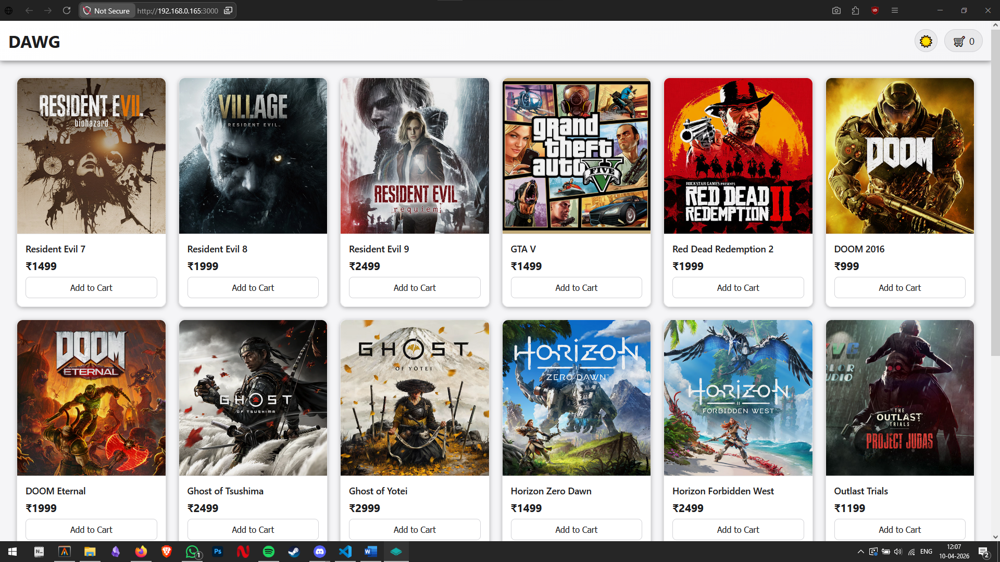 Not Secure
http://192.168.0.165:3000
DAWG
0
RESIDENT EVII.
biohazard
VILLAGE
RESIDENT EVIL
RESIDENT EVIL
requiem
grand
theft
auto
FIVE
ROCKSTAR GAMES PRESENTS
RED DEAD
REDEMPTION II
DOOM
Resident Evil 7
₹1499
Add to Cart
Resident Evil 8
₹1999
Add to Cart
Resident Evil 9
₹2499
Add to Cart
GTA V
₹1499
Add to Cart
Red Dead Redemption 2
₹1999
Add to Cart
DOOM 2016
₹999
Add to Cart
DOOM
ETERNAL
GHOST
OF TSUSHIMA
GHOST
OF YŌTEI
HORIZON
ZERO DAWN™
HORIZON
II
FORBIDDEN WEST
THE
OUTLAST
TRIALS
PROJECT JUDAS
DOOM Eternal
₹1999
Add to Cart
Ghost of Tsushima
₹2499
Add to Cart
Ghost of Yotei
₹2999
Add to Cart
Horizon Zero Dawn
₹1499
Add to Cart
Horizon Forbidden West
₹2499
Add to Cart
Outlast Trials
₹1199
Add to Cart
1
Ps
ENG
12:07
10-04-2026
2